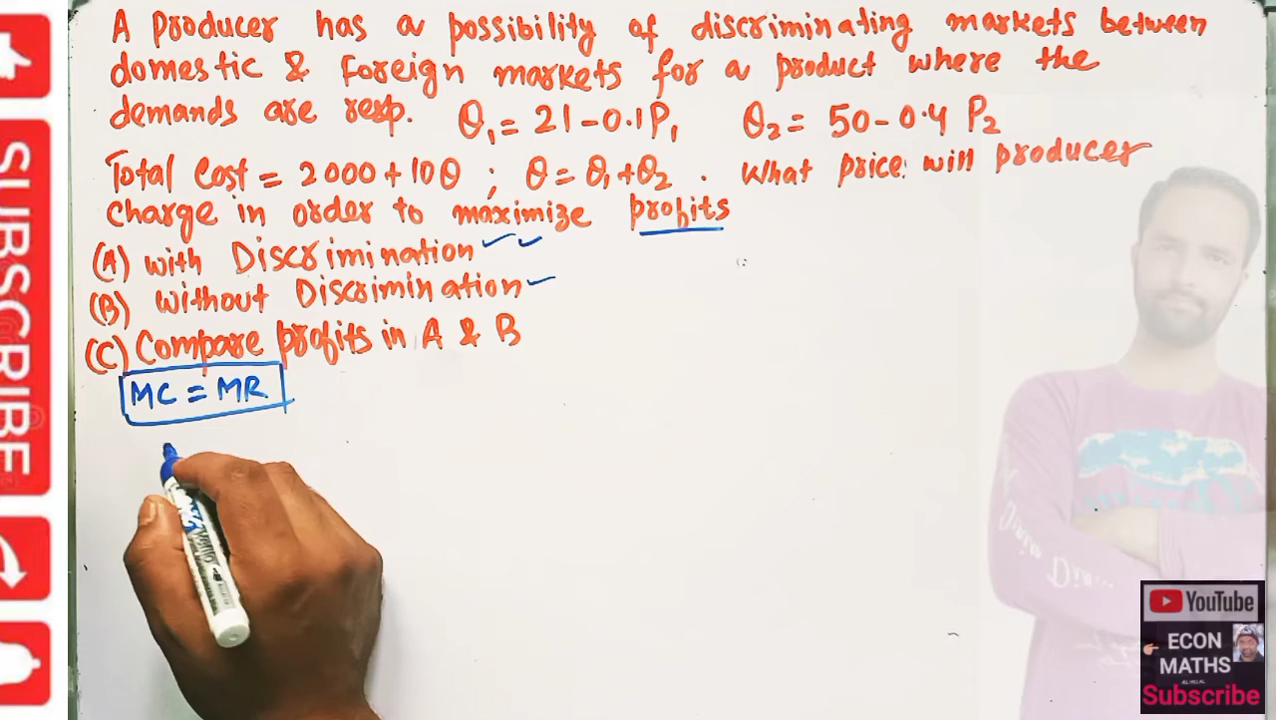 A Producer has a possibility of discriminating markets between
domestic & Foreign markets for a product where the
demands are resp. Q₁ = 21 - 0.1P₁ Q₂ = 50 - 0.4 P₂
Total Cost = 2000 + 10Q ; Q = Q₁ + Q₂ . What price: will producer
charge in order to maximize profits
(A) with Discrimination
(B) Without Discrimination
(C) Compare profits in A & B
MC = MR
SUBSCRIBE
YouTube
ECON
MATHS
Subscribe